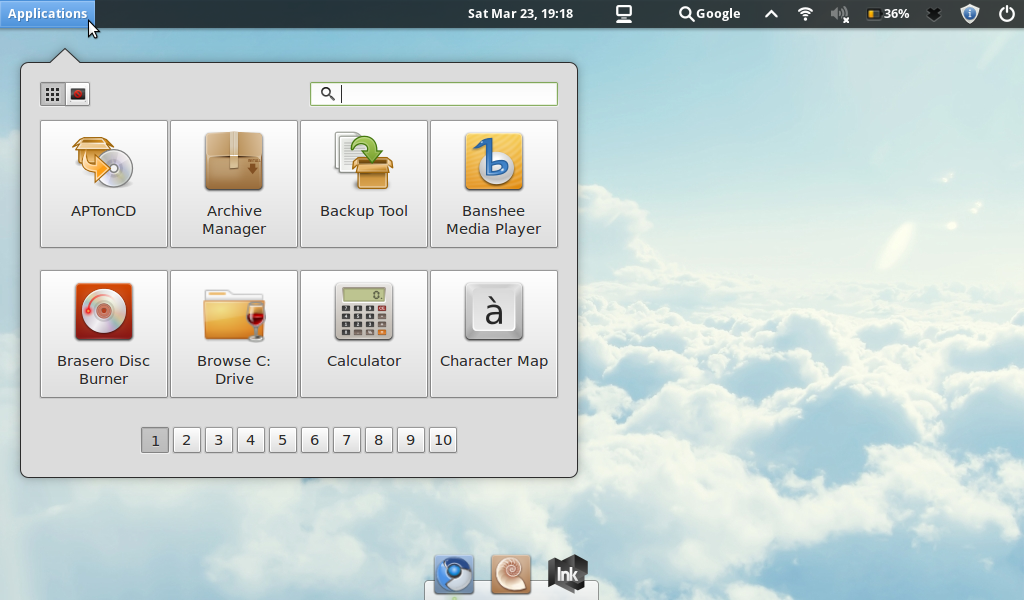 Applications
Sat Mar 23, 19:18
Google
36%
APTonCD
Archive
Manager
Backup Tool
Banshee
Media Player
Brasero Disc
Burner
Browse C:
Drive
0.
Calculator
à
Character Map
1 2 3 4 5 6 7 8 9 10
Ink